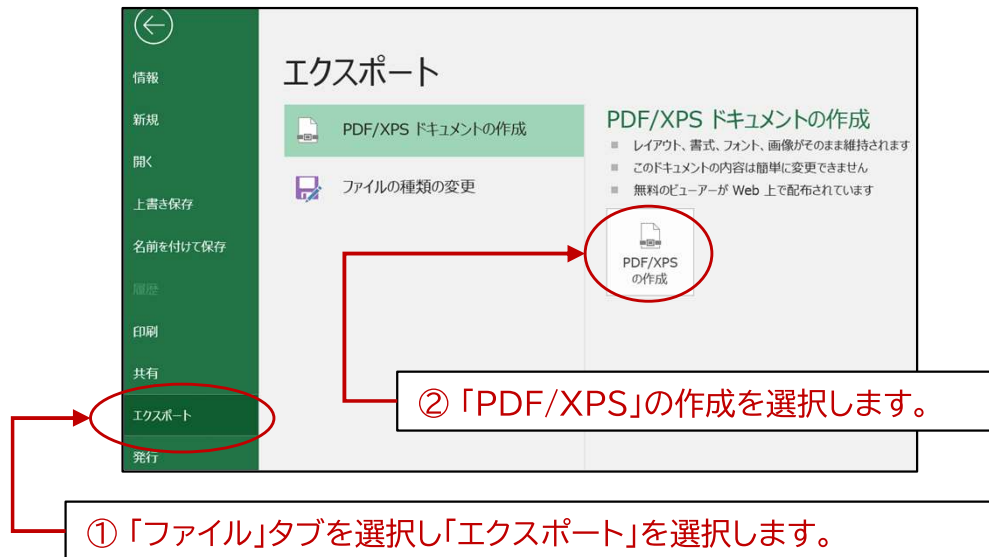 情報
新規
開く
上書き保存
名前を付けて保存
履歴
印刷
共有
エクスポート
発行
エクスポート
PDF/XPS ドキュメントの作成
ファイルの種類の変更
PDF/XPS ドキュメントの作成
レイアウト、書式、フォント、画像がそのまま維持されます
このドキュメントの内容は簡単に変更できません
無料のビューアーが Web 上で配布されています
PDF/XPS
の作成
②「PDF/XPS」の作成を選択します。
①「ファイル」タブを選択し「エクスポート」を選択します。